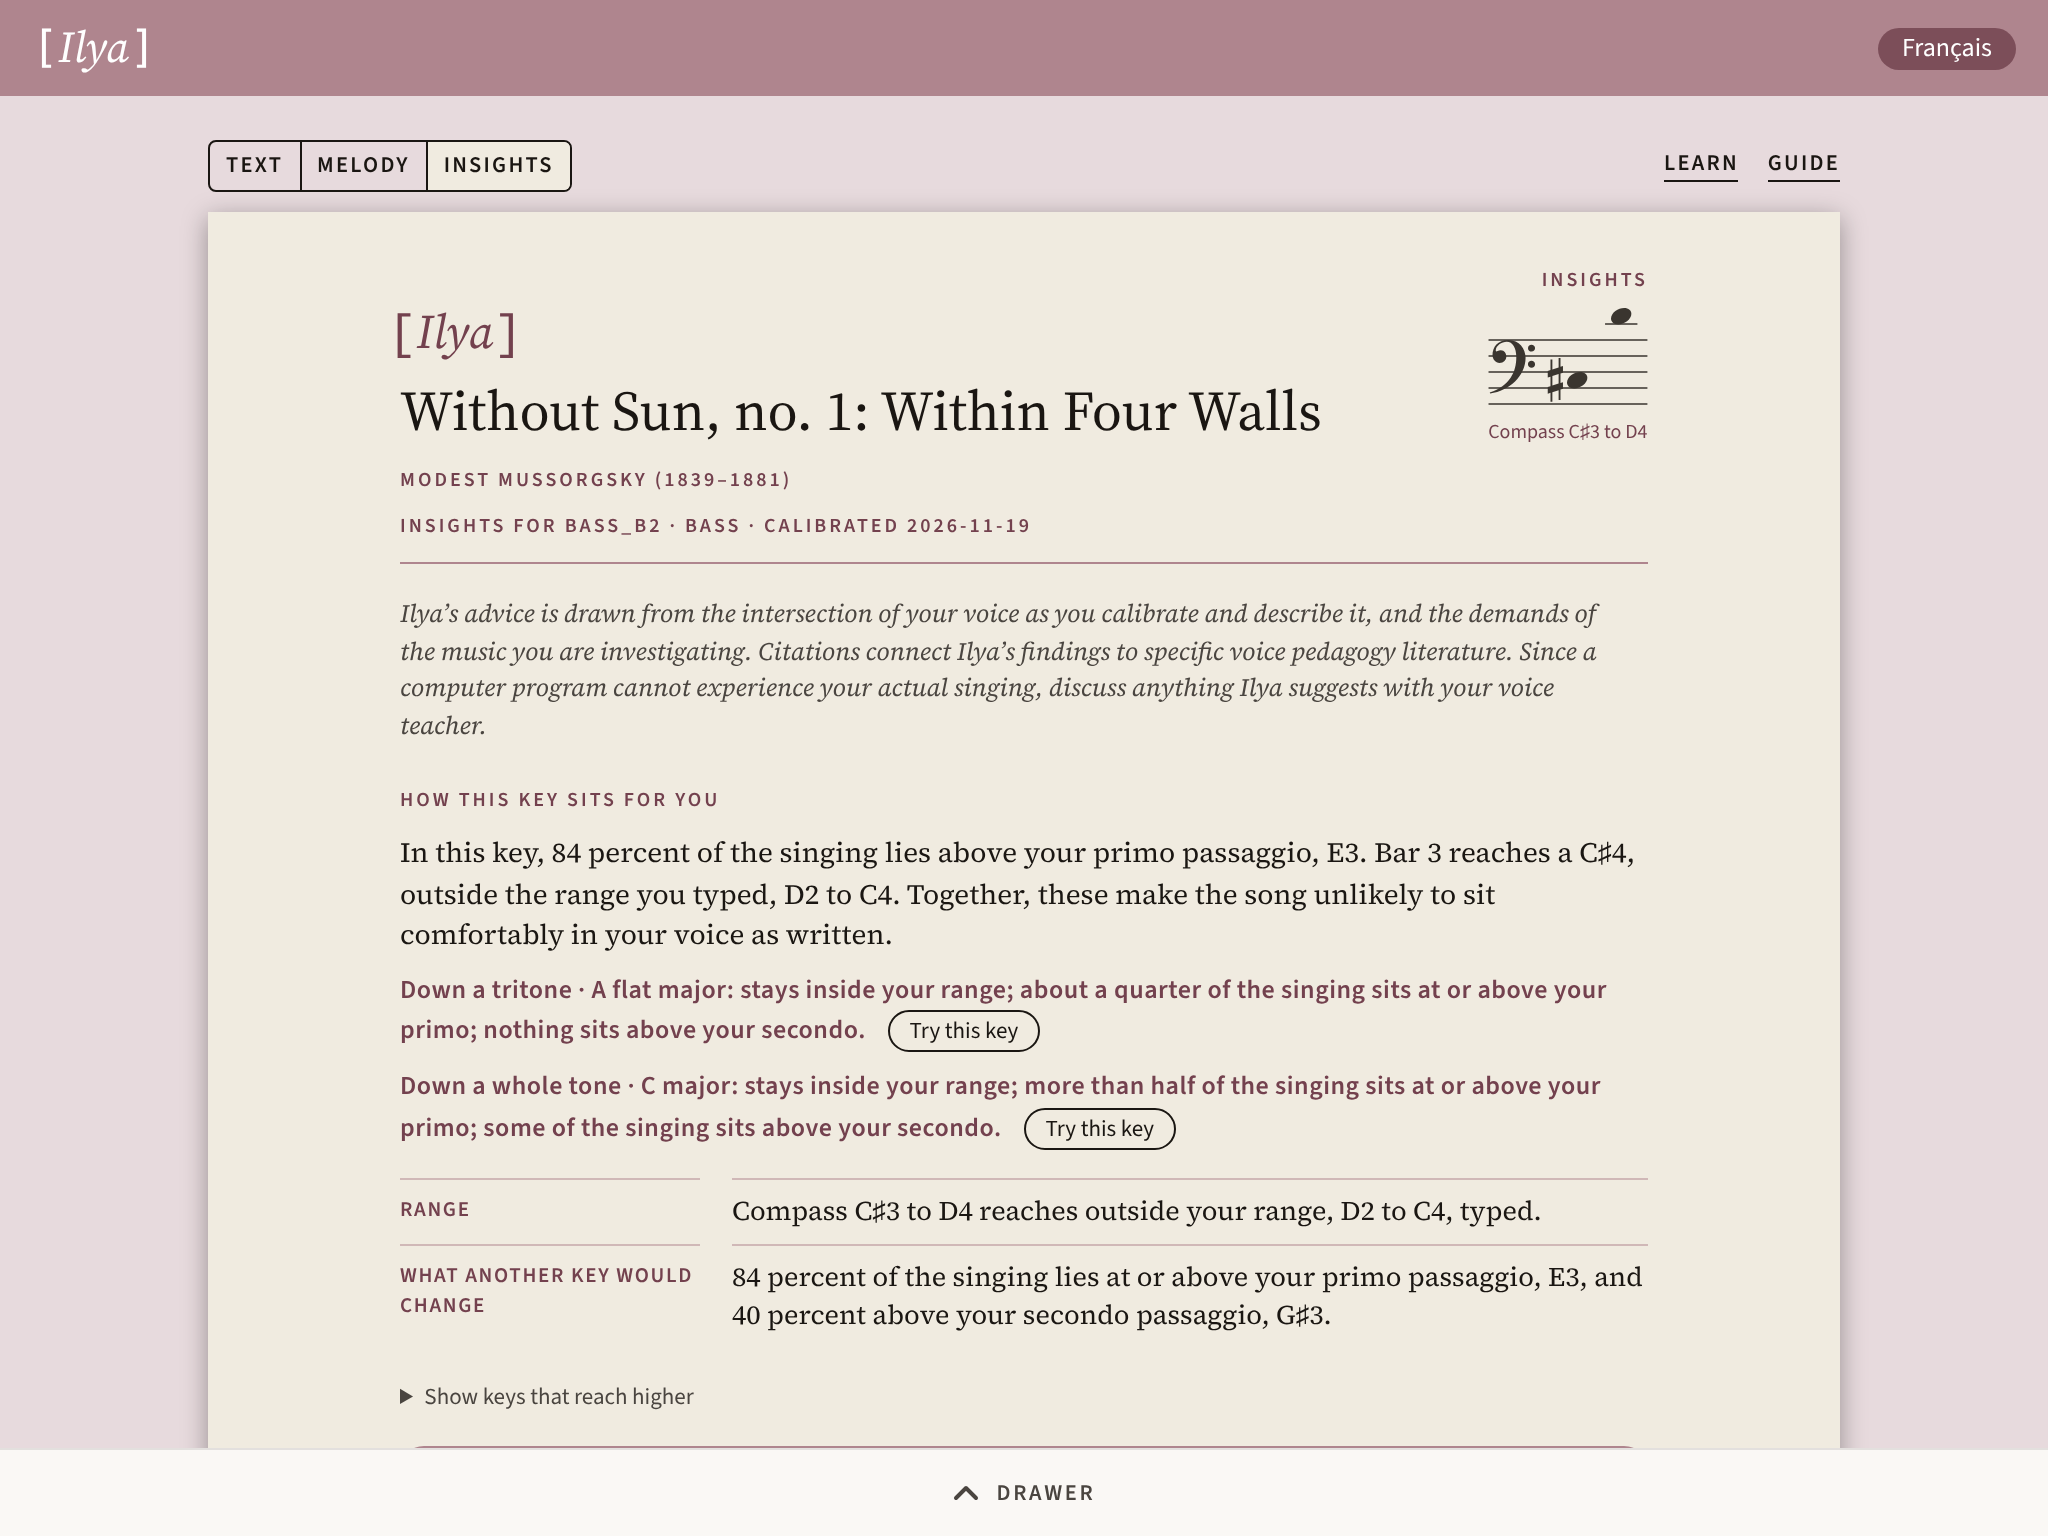 [Ilya]
Français
TEXT MELODY INSIGHTS
LEARN GUIDE
INSIGHTS
[Ilya]
Without Sun, no. 1: Within Four Walls
Compass C♯3 to D4
MODEST MUSSORGSKY (1839–1881)
INSIGHTS FOR BASS_B2 · BASS · CALIBRATED 2026-11-19
Ilya’s advice is drawn from the intersection of your voice as you calibrate and describe it, and the demands of
the music you are investigating. Citations connect Ilya’s findings to specific voice pedagogy literature. Since a
computer program cannot experience your actual singing, discuss anything Ilya suggests with your voice
teacher.
HOW THIS KEY SITS FOR YOU
In this key, 84 percent of the singing lies above your primo passaggio, E3. Bar 3 reaches a C♯4,
outside the range you typed, D2 to C4. Together, these make the song unlikely to sit
comfortably in your voice as written.
Down a tritone · A flat major: stays inside your range; about a quarter of the singing sits at or above your
primo; nothing sits above your secondo. Try this key
Down a whole tone · C major: stays inside your range; more than half of the singing sits at or above your
primo; some of the singing sits above your secondo. Try this key
RANGE
Compass C♯3 to D4 reaches outside your range, D2 to C4, typed.
WHAT ANOTHER KEY WOULD
CHANGE
84 percent of the singing lies at or above your primo passaggio, E3, and
40 percent above your secondo passaggio, G♯3.
Show keys that reach higher
DRAWER